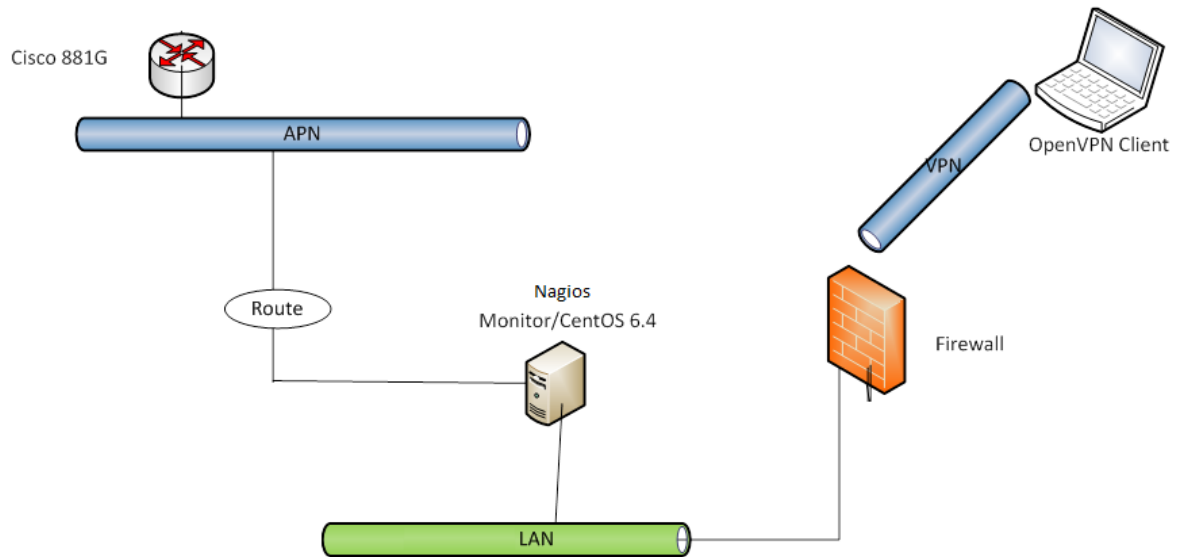 Cisco 881G
APN
VPN
OpenVPN Client
Route
Nagios
Monitor/CentOS 6.4
Firewall
LAN